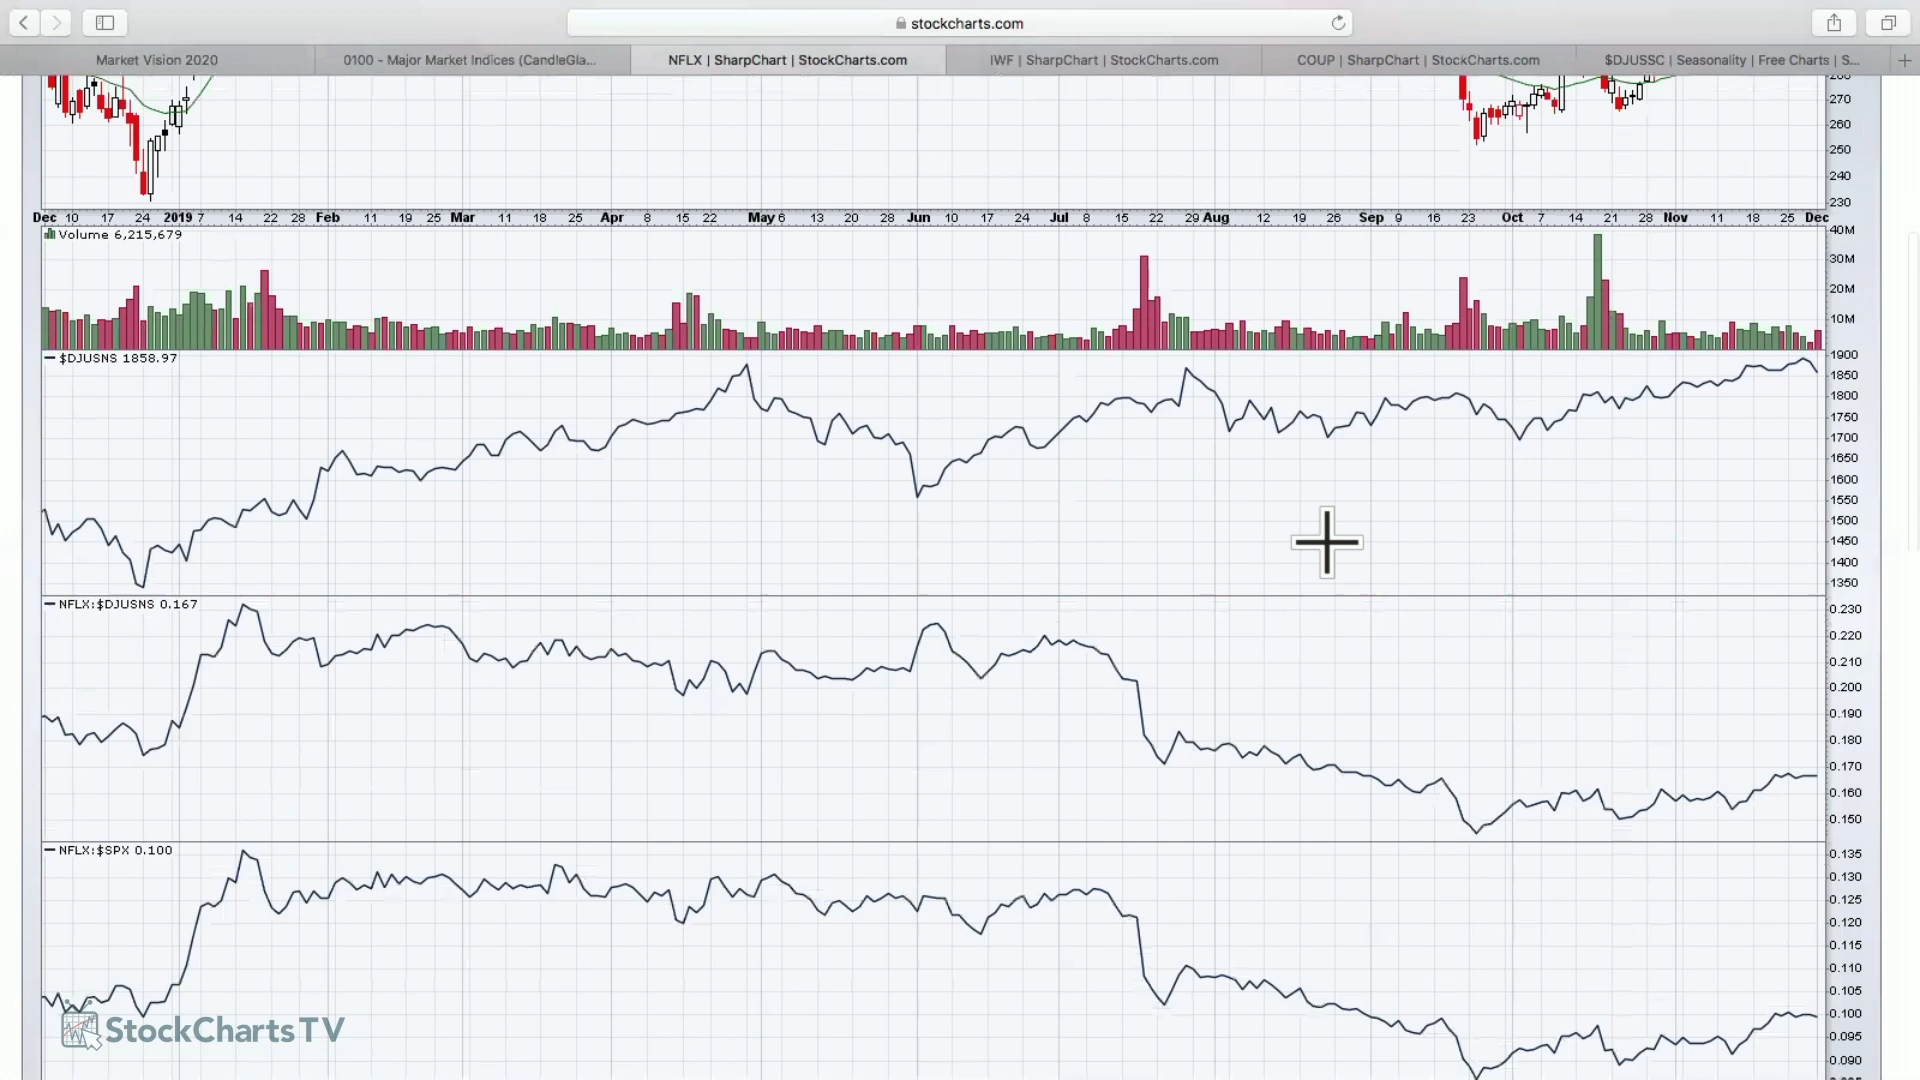 stockcharts.com
Market Vision 2020
0100 - Major Market Indices (CandleGla...
NFLX | SharpChart | StockCharts.com
IWF | SharpChart | StockCharts.com
COUP | SharpChart | StockCharts.com
$DJUSSC | Seasonality | Free Charts | S...
280
270
260
250
240
230
Dec 10 17 24 2019 7 14 22 28 Feb 11 19 25 Mar 11 18 25 Apr 8 15 22 May 6 13 20 28 Jun 10 17 24 Jul 8 15 22 29 Aug 12 19 26 Sep 9 16 23 Oct 7 14 21 28 Nov 11 18 25 Dec
Volume 6,215,679
40M
30M
20M
10M
$DJUSNS 1858.97
1900
1850
1800
1750
1700
1650
1600
1550
1500
1450
1400
1350
NFLX:$DJUSNS 0.167
0.230
0.220
0.210
0.200
0.190
0.180
0.170
0.160
0.150
NFLX:$SPX 0.100
0.135
0.130
0.125
0.120
0.115
0.110
0.105
0.100
0.095
0.090
StockCharts TV